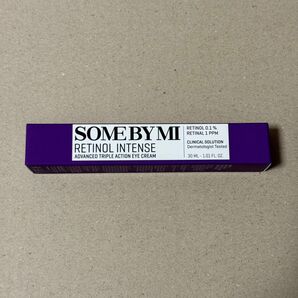 SOME BY MI
RETINOL INTENSE
ADVANCED TRIPLE ACTION EYE CREAM
RETINOL 0.1 %
RETINAL 1 PPM
CLINICAL SOLUTION
Dermatologist Tested
30 ML - 1.01 FL. OZ.